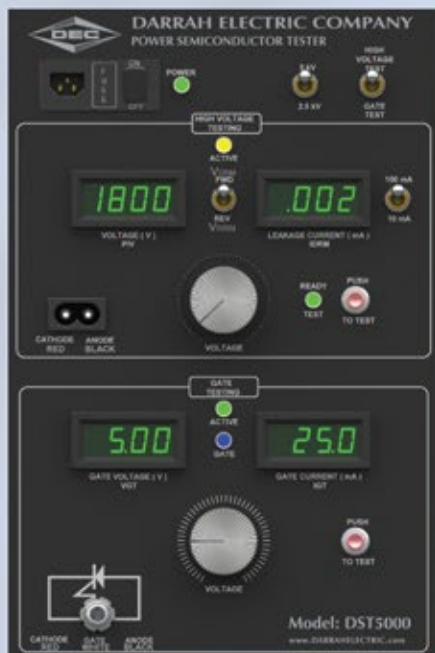 DEC
DARRAH ELECTRIC COMPANY
POWER SEMICONDUCTOR TESTER
FUSE
ON
OFF
POWER
5 kV
2.5 kV
HIGH VOLTAGE TEST
GATE TEST
HIGH VOLTAGE TESTING
ACTIVE
1800
VOLTAGE ( V )
PIV
FWD
REV
.002
LEAKAGE CURRENT ( mA )
IDRM
100 mA
10 mA
CATHODE RED
ANODE BLACK
VOLTAGE
READY
TEST
PUSH
TO TEST
GATE TESTING
ACTIVE
GATE
5.00
GATE VOLTAGE ( V )
VGT
25.0
GATE CURRENT ( mA )
IGT
VOLTAGE
PUSH
TO TEST
CATHODE RED
GATE WHITE
ANODE BLACK
Model: DST5000
www.DARRAHELECTRIC.com